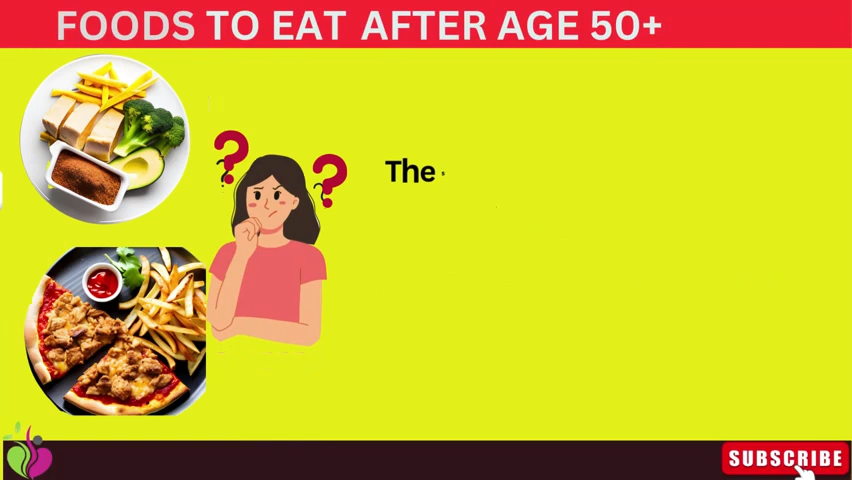 FOODS TO EAT AFTER AGE 50+
? ?
The s
SUBSCRIBE